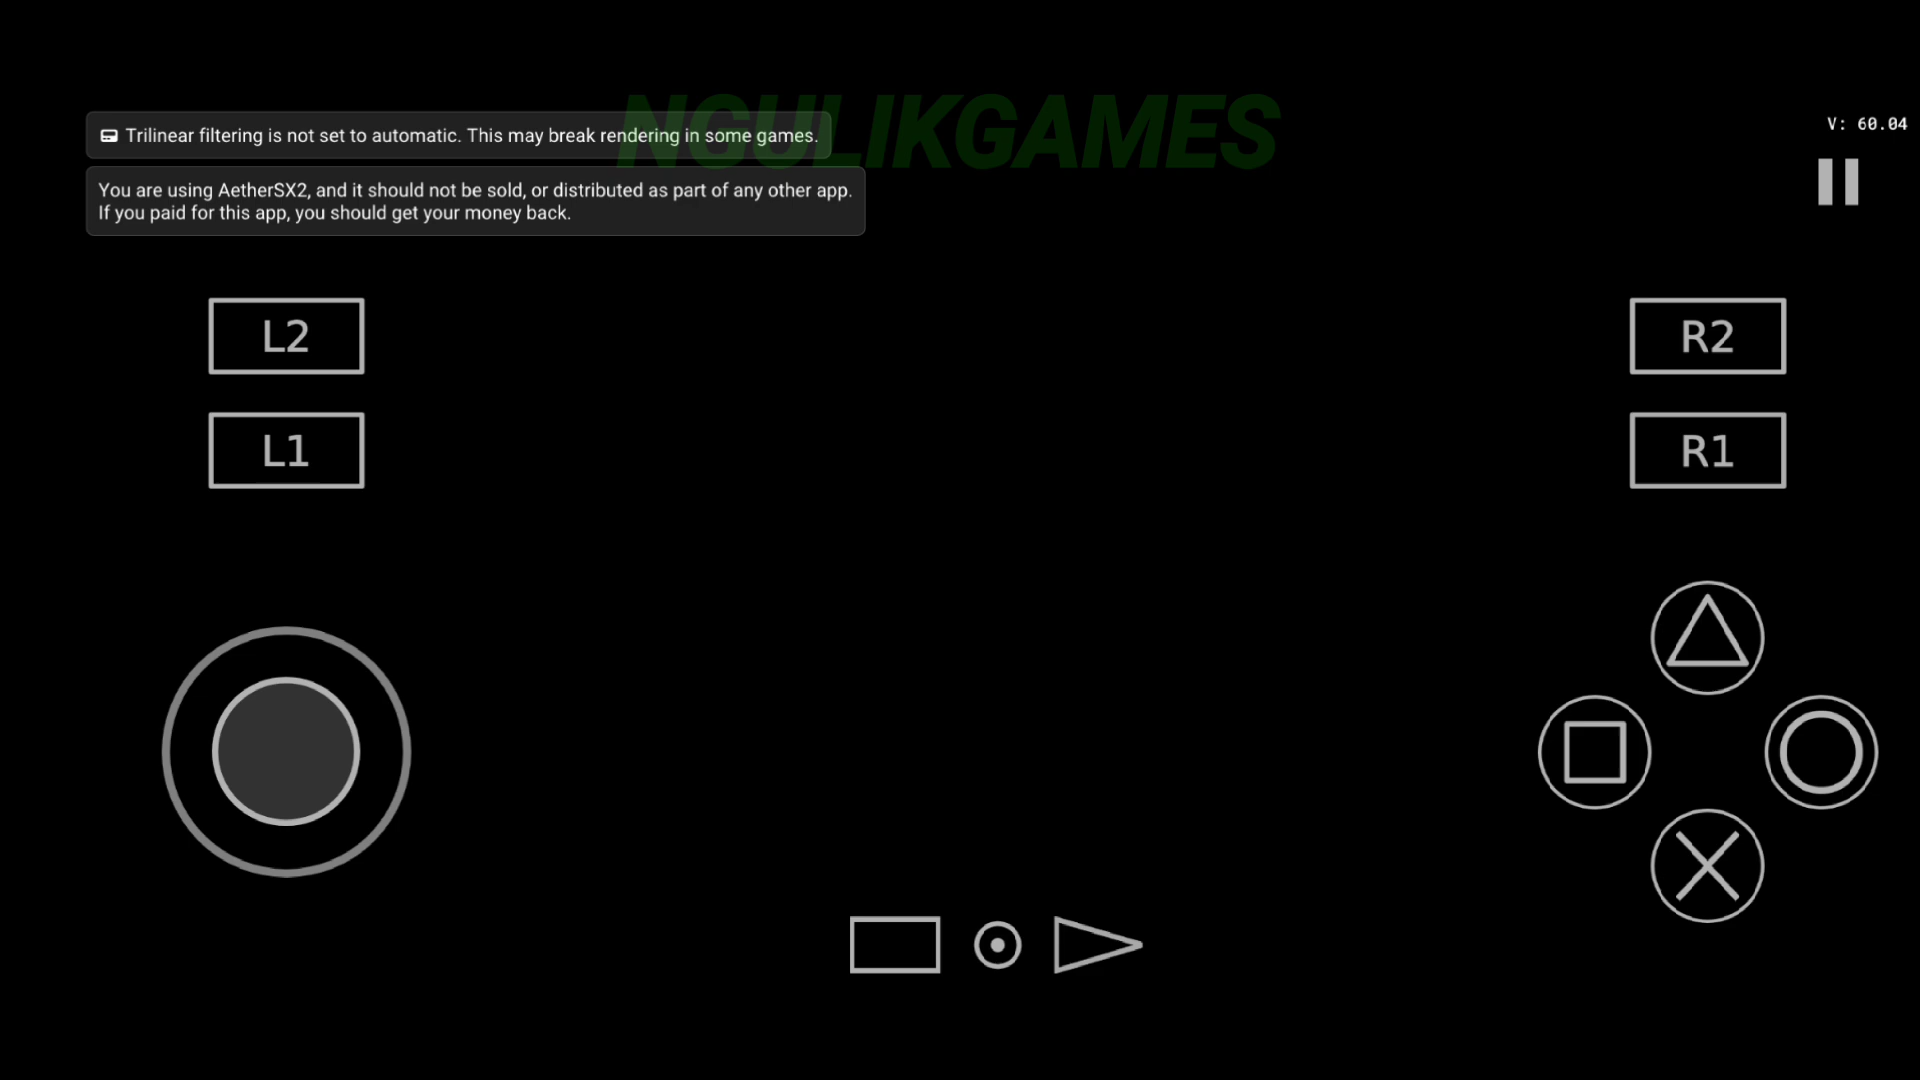 NGULIKGAMES
Trilinear filtering is not set to automatic. This may break rendering in some games.
V: 60.04
You are using AetherSX2, and it should not be sold, or distributed as part of any other app.
If you paid for this app, you should get your money back.
L2
R2
L1
R1